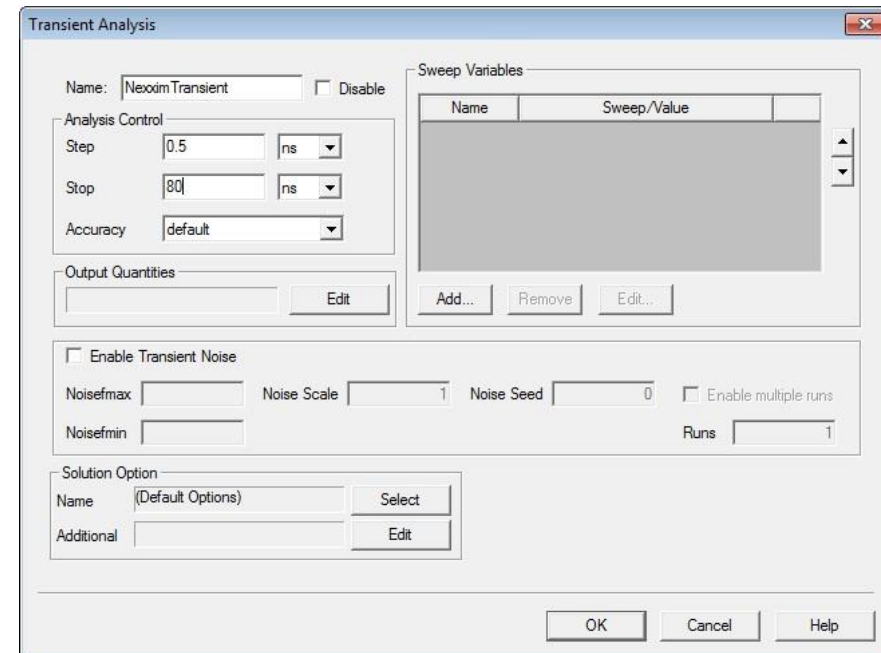 Transient Analysis
Name: NexximTransient Disable
Analysis Control
Step 0.5 ns
Stop 80 ns
Accuracy default
Output Quantities
Edit
Sweep Variables
Name Sweep/Value
Add... Remove Edit...
Enable Transient Noise
Noisefmax Noise Scale 1 Noise Seed 0 Enable multiple runs
Noisefmin Runs 1
Solution Option
Name (Default Options) Select
Additional Edit
OK Cancel Help